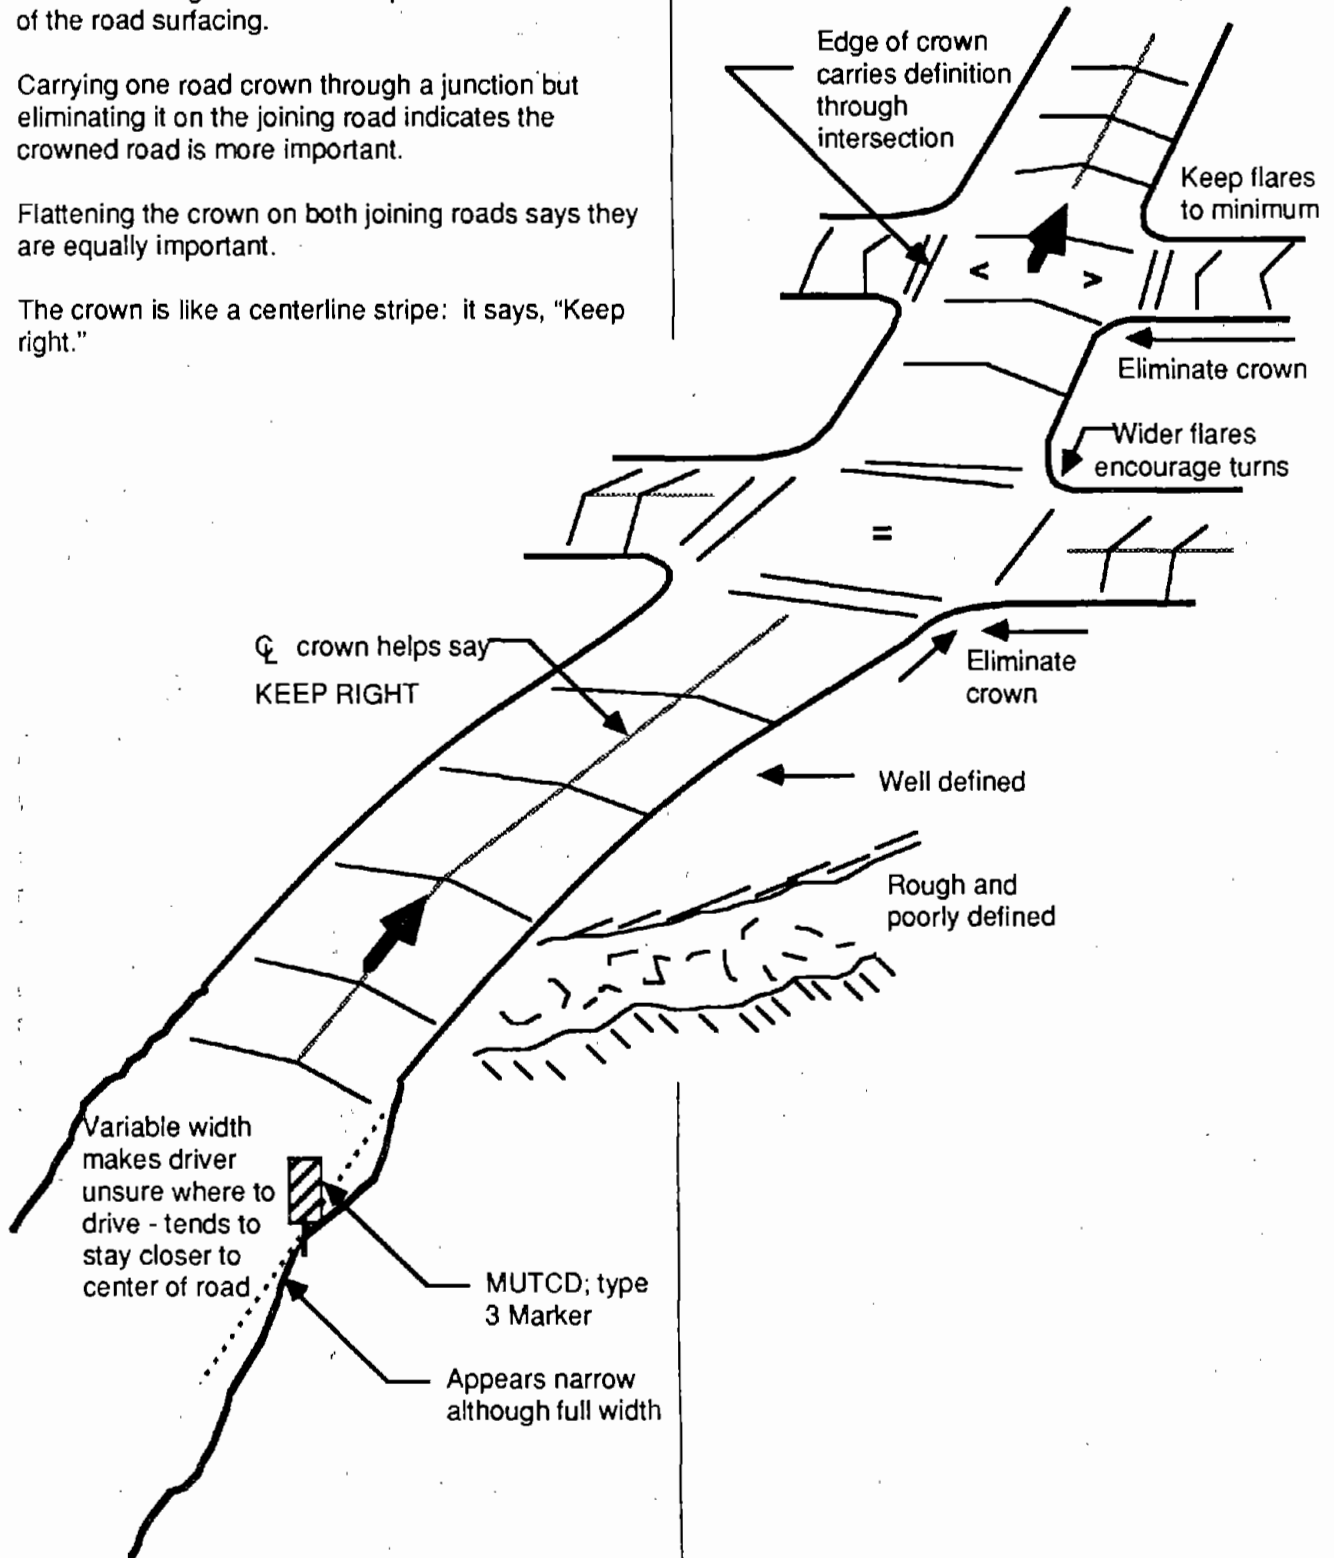 of the road surfacing.
Carrying one road crown through a junction but
eliminating it on the joining road indicates the
crowned road is more important.
Flattening the crown on both joining roads says they
are equally important.
The crown is like a centerline stripe: it says, “Keep
right.”
Edge of crown
carries definition
through
intersection
Keep flares
to minimum
< >
Eliminate crown
Wider flares
encourage turns
=
℄ crown helps say
KEEP RIGHT
Eliminate
crown
Well defined
Rough and
poorly defined
Variable width
makes driver
unsure where to
drive - tends to
stay closer to
center of road
MUTCD; type
3 Marker
Appears narrow
although full width